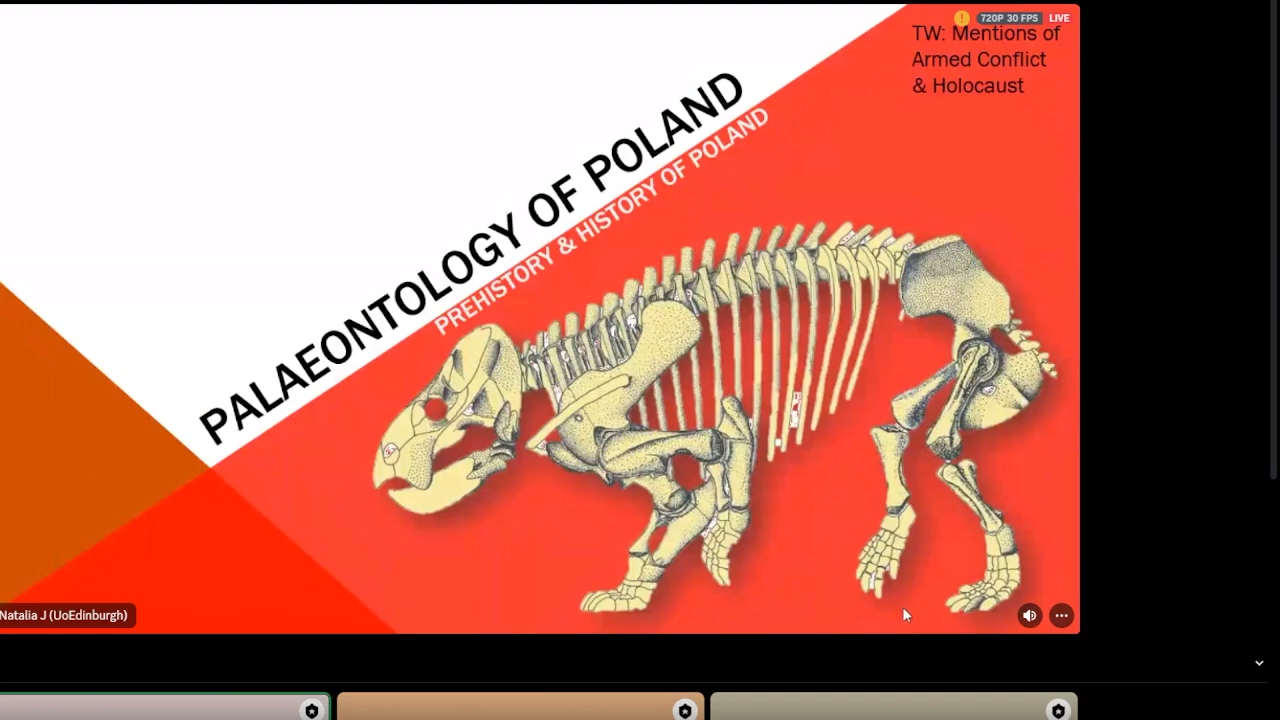 720P 30 FPS LIVE
TW: Mentions of
Armed Conflict
& Holocaust
PALAEONTOLOGY OF POLAND
PREHISTORY & HISTORY OF POLAND
Natalia J (UoEdinburgh)